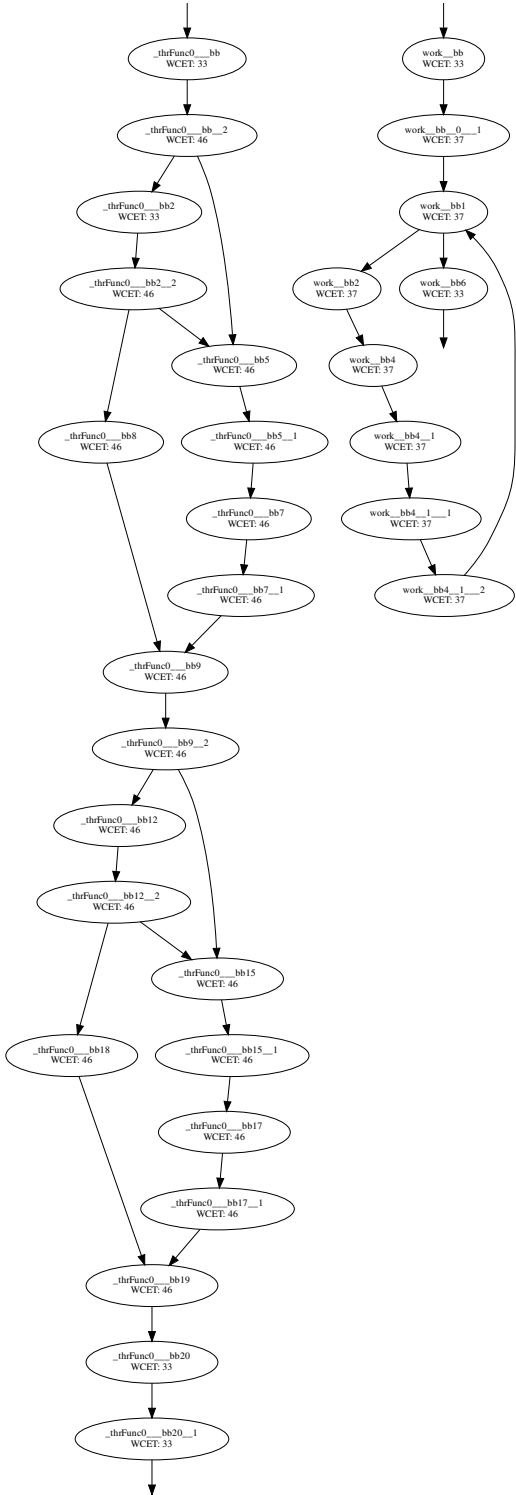 _thrFunc0___bb
WCET: 33
work__bb
WCET: 33
_thrFunc0___bb__2
WCET: 46
work__bb__0___1
WCET: 37
_thrFunc0___bb2
WCET: 33
work__bb1
WCET: 37
_thrFunc0___bb2__2
WCET: 46
work__bb2
WCET: 37
work__bb6
WCET: 33
_thrFunc0___bb5
WCET: 46
work__bb4
WCET: 37
_thrFunc0___bb8
WCET: 46
_thrFunc0___bb5__1
WCET: 46
work__bb4__1
WCET: 37
_thrFunc0___bb7
WCET: 46
work__bb4__1___1
WCET: 37
_thrFunc0___bb7__1
WCET: 46
work__bb4__1___2
WCET: 37
_thrFunc0___bb9
WCET: 46
_thrFunc0___bb9__2
WCET: 46
_thrFunc0___bb12
WCET: 46
_thrFunc0___bb12__2
WCET: 46
_thrFunc0___bb15
WCET: 46
_thrFunc0___bb18
WCET: 46
_thrFunc0___bb15__1
WCET: 46
_thrFunc0___bb17
WCET: 46
_thrFunc0___bb17__1
WCET: 46
_thrFunc0___bb19
WCET: 46
_thrFunc0___bb20
WCET: 33
_thrFunc0___bb20__1
WCET: 33